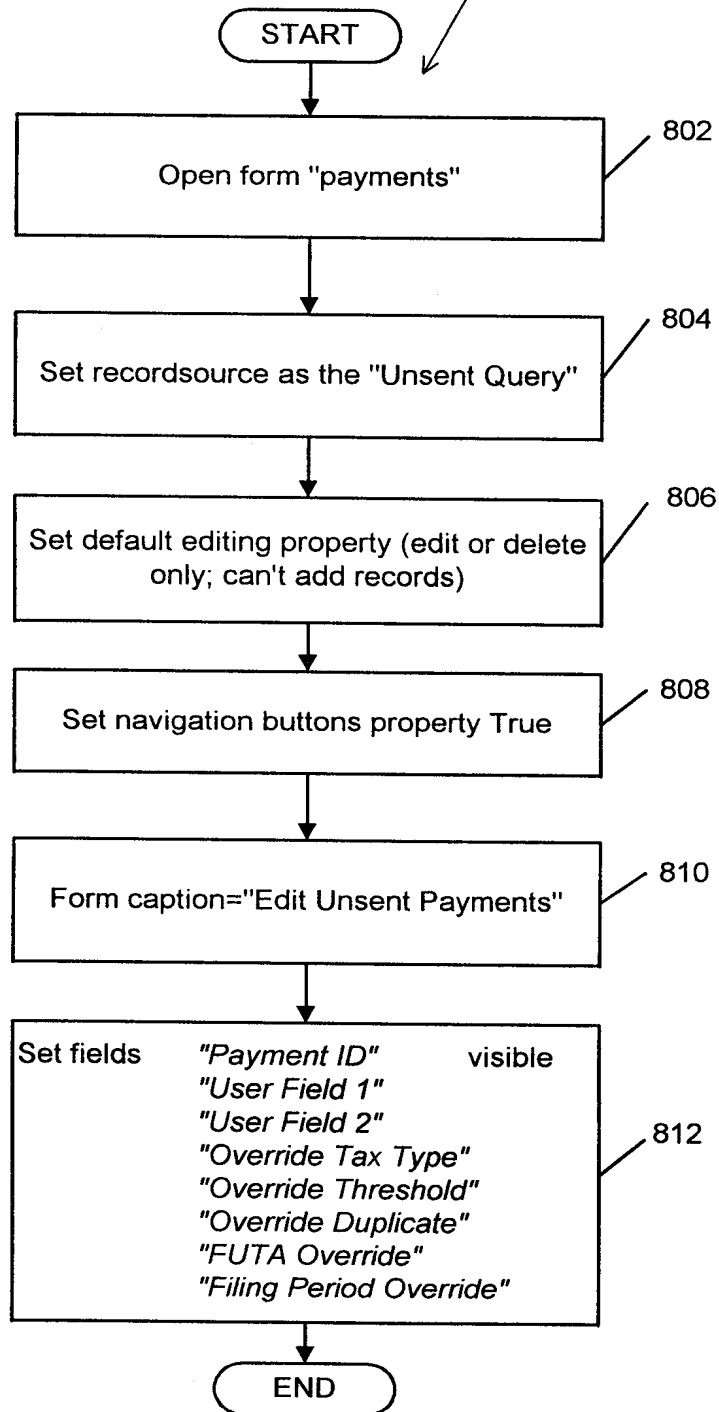 START
802
Open form "payments"
804
Set recordsource as the "Unsent Query"
806
Set default editing property (edit or delete
only; can't add records)
808
Set navigation buttons property True
810
Form caption="Edit Unsent Payments"
Set fields "Payment ID" visible
"User Field 1"
"User Field 2"
812
"Override Tax Type"
"Override Threshold"
"Override Duplicate"
"FUTA Override"
"Filing Period Override"
END